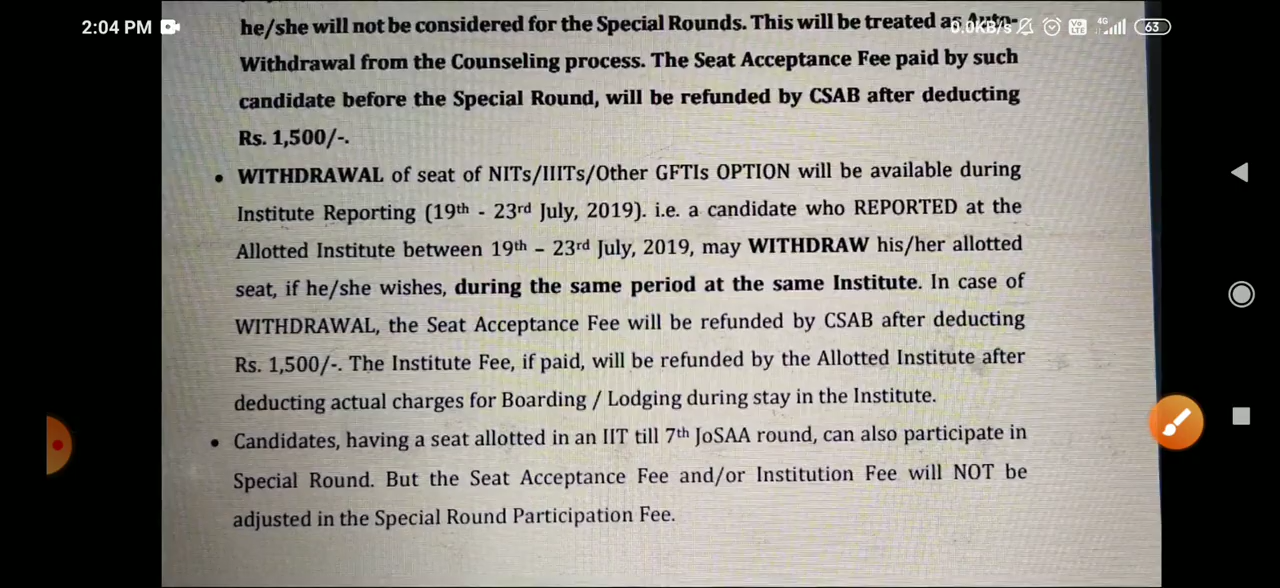 2:04 PM
0.0KB/s 4G 63
he/she will not be considered for the Special Rounds. This will be treated as Auto-
Withdrawal from the Counseling process. The Seat Acceptance Fee paid by such
candidate before the Special Round, will be refunded by CSAB after deducting
Rs. 1,500/-.
• WITHDRAWAL of seat of NITs/IIITs/Other GFTIs OPTION will be available during
Institute Reporting (19th - 23rd July, 2019). i.e. a candidate who REPORTED at the
Allotted Institute between 19th – 23rd July, 2019, may WITHDRAW his/her allotted
seat, if he/she wishes, during the same period at the same Institute. In case of
WITHDRAWAL, the Seat Acceptance Fee will be refunded by CSAB after deducting
Rs. 1,500/-. The Institute Fee, if paid, will be refunded by the Allotted Institute after
deducting actual charges for Boarding / Lodging during stay in the Institute.
• Candidates, having a seat allotted in an IIT till 7th JoSAA round, can also participate in
Special Round. But the Seat Acceptance Fee and/or Institution Fee will NOT be
adjusted in the Special Round Participation Fee.